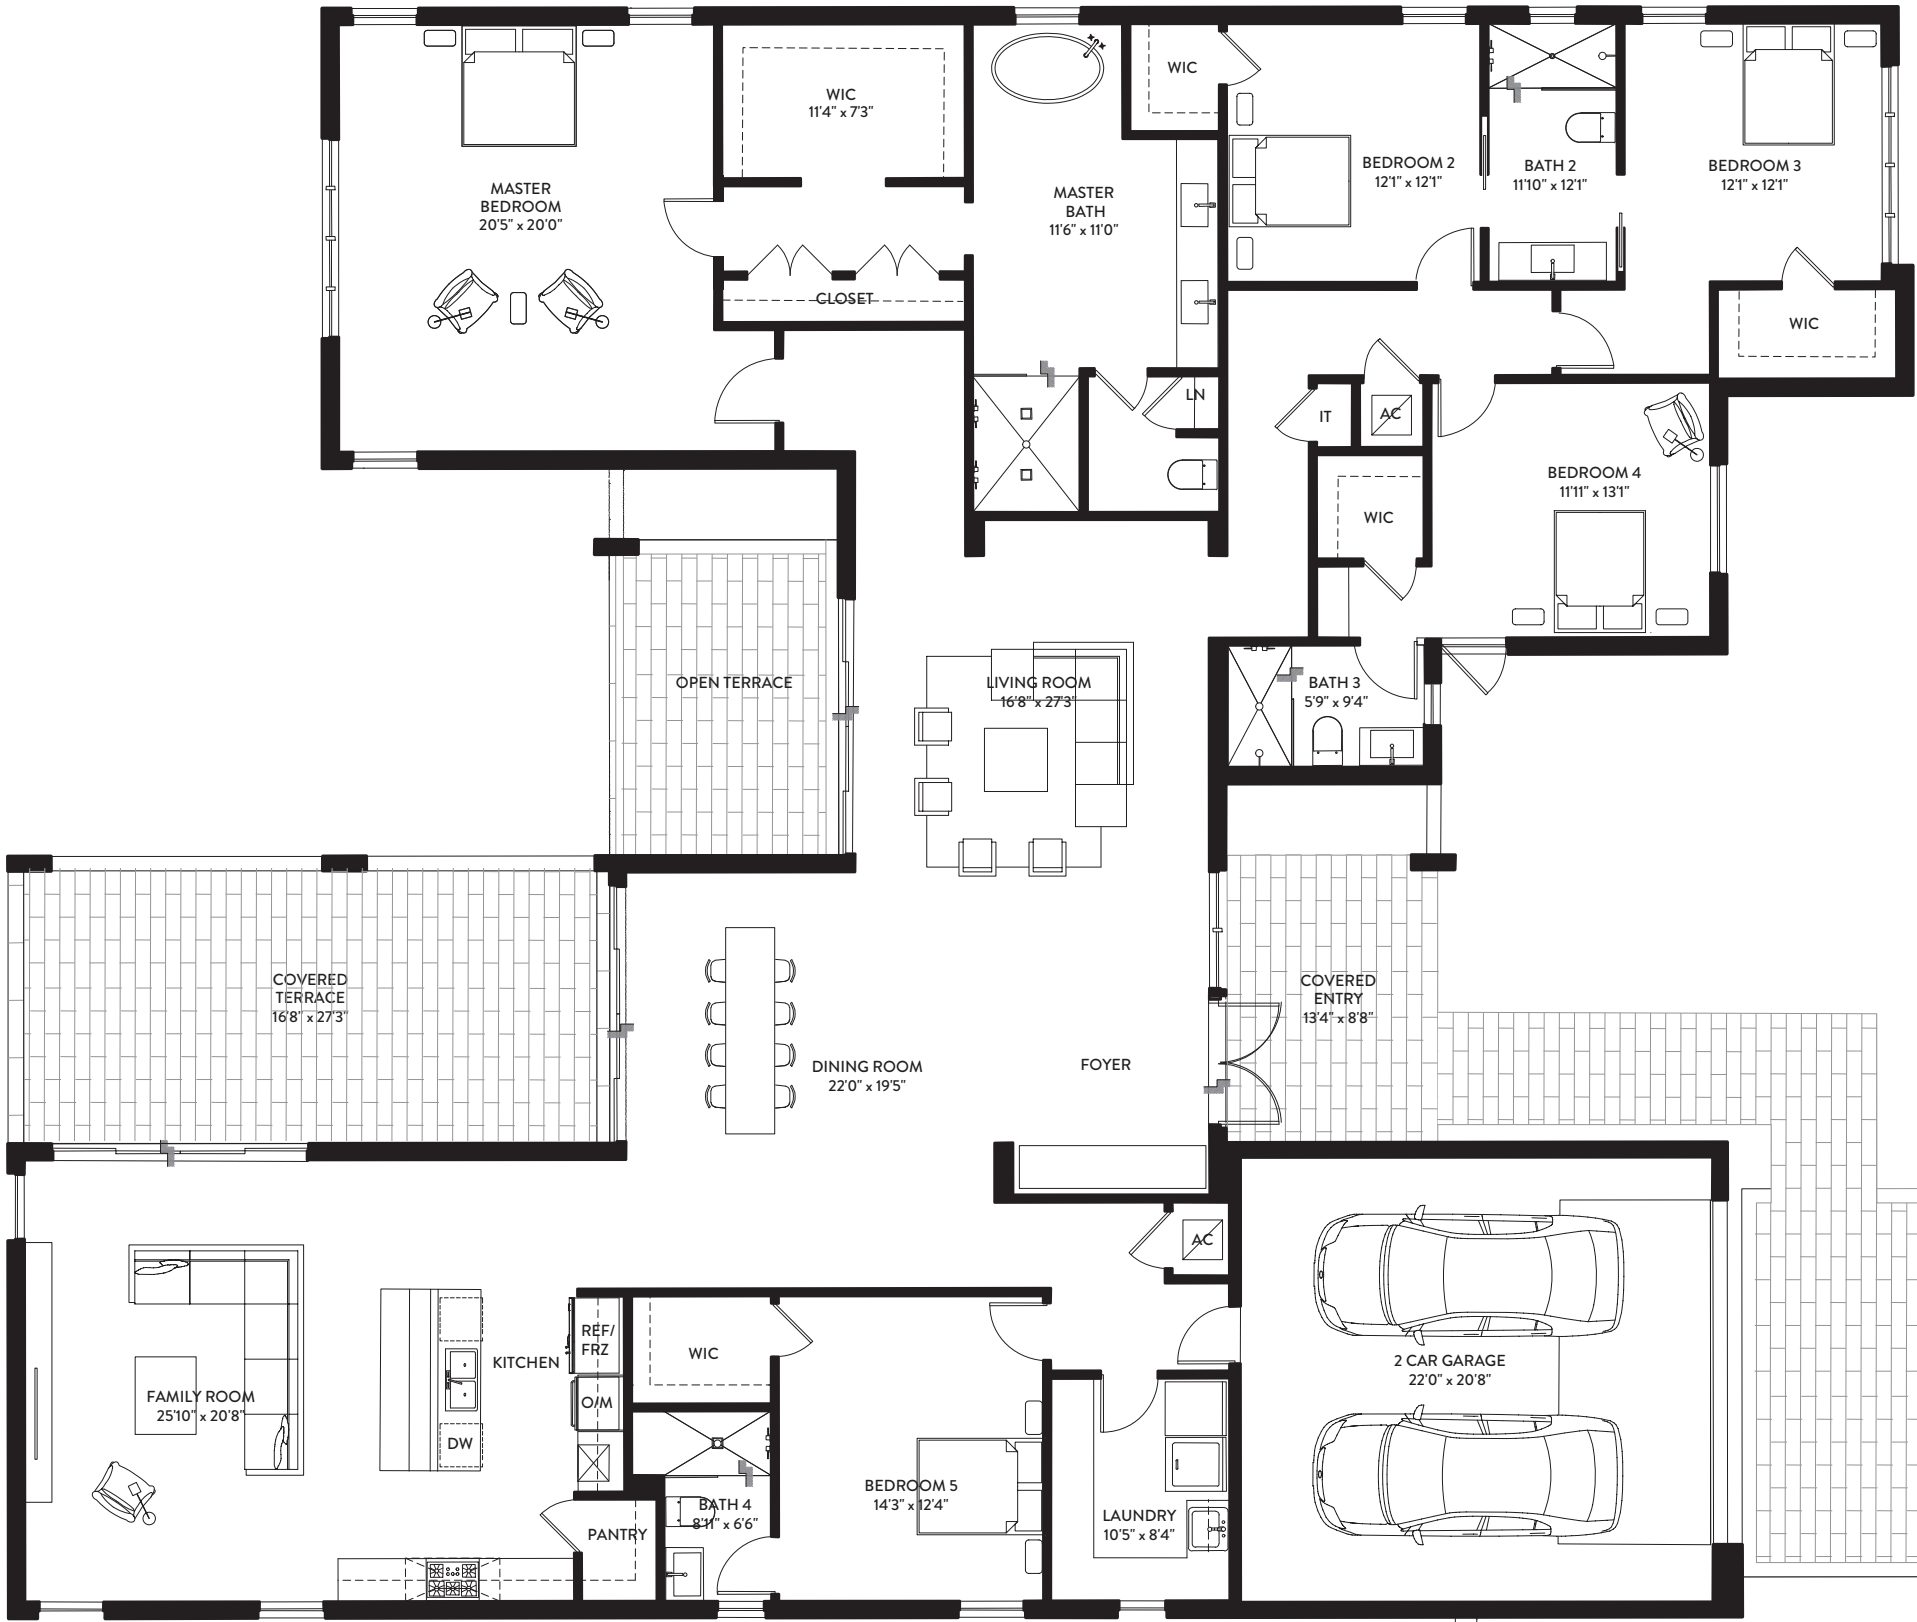 WIC
11'4" x 7'3"
WIC
MASTER
BEDROOM
20'5" x 20'0"
MASTER
BATH
11'6" x 11'0"
BEDROOM 2
12'1" x 12'1"
BATH 2
11'10" x 12'1"
BEDROOM 3
12'1" x 12'1"
CLOSET
WIC
LN
IT
AC
BEDROOM 4
11'11" x 13'1"
WIC
OPEN TERRACE
LIVING ROOM
16'8" x 27'3"
BATH 3
5'9" x 9'4"
COVERED
TERRACE
16'8" x 27'3"
COVERED
ENTRY
13'4" x 8'8"
DINING ROOM
22'0" x 19'5"
FOYER
AC
REF/
FRZ
KITCHEN
WIC
2 CAR GARAGE
22'0" x 20'8"
FAMILY ROOM
25'10" x 20'8"
O/M
DW
BEDROOM 5
14'3" x 12'4"
BATH 4
8'11" x 6'6"
PANTRY
LAUNDRY
10'5" x 8'4"